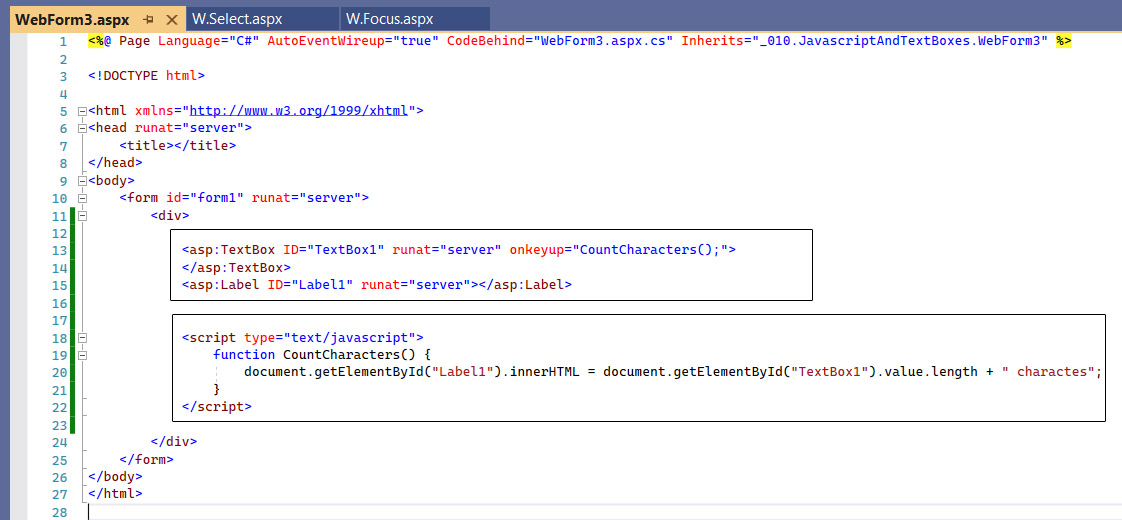 WebForm3.aspx W.Select.aspx W.Focus.aspx
1 <%@ Page Language="C#" AutoEventWireup="true" CodeBehind="WebForm3.aspx.cs" Inherits="_010.JavascriptAndTextBoxes.WebForm3" %>
2
3 <!DOCTYPE html>
4
5 <html xmlns="http://www.w3.org/1999/xhtml">
6 <head runat="server">
7 <title></title>
8 </head>
9 <body>
10 <form id="form1" runat="server">
11 <div>
12
13 <asp:TextBox ID="TextBox1" runat="server" onkeyup="CountCharacters();">
14 </asp:TextBox>
15 <asp:Label ID="Label1" runat="server"></asp:Label>
16
17
18 <script type="text/javascript">
19 function CountCharacters() {
20 document.getElementById("Label1").innerHTML = document.getElementById("TextBox1").value.length + " charactes";
21 }
22 </script>
23
24 </div>
25 </form>
26 </body>
27 </html>
28